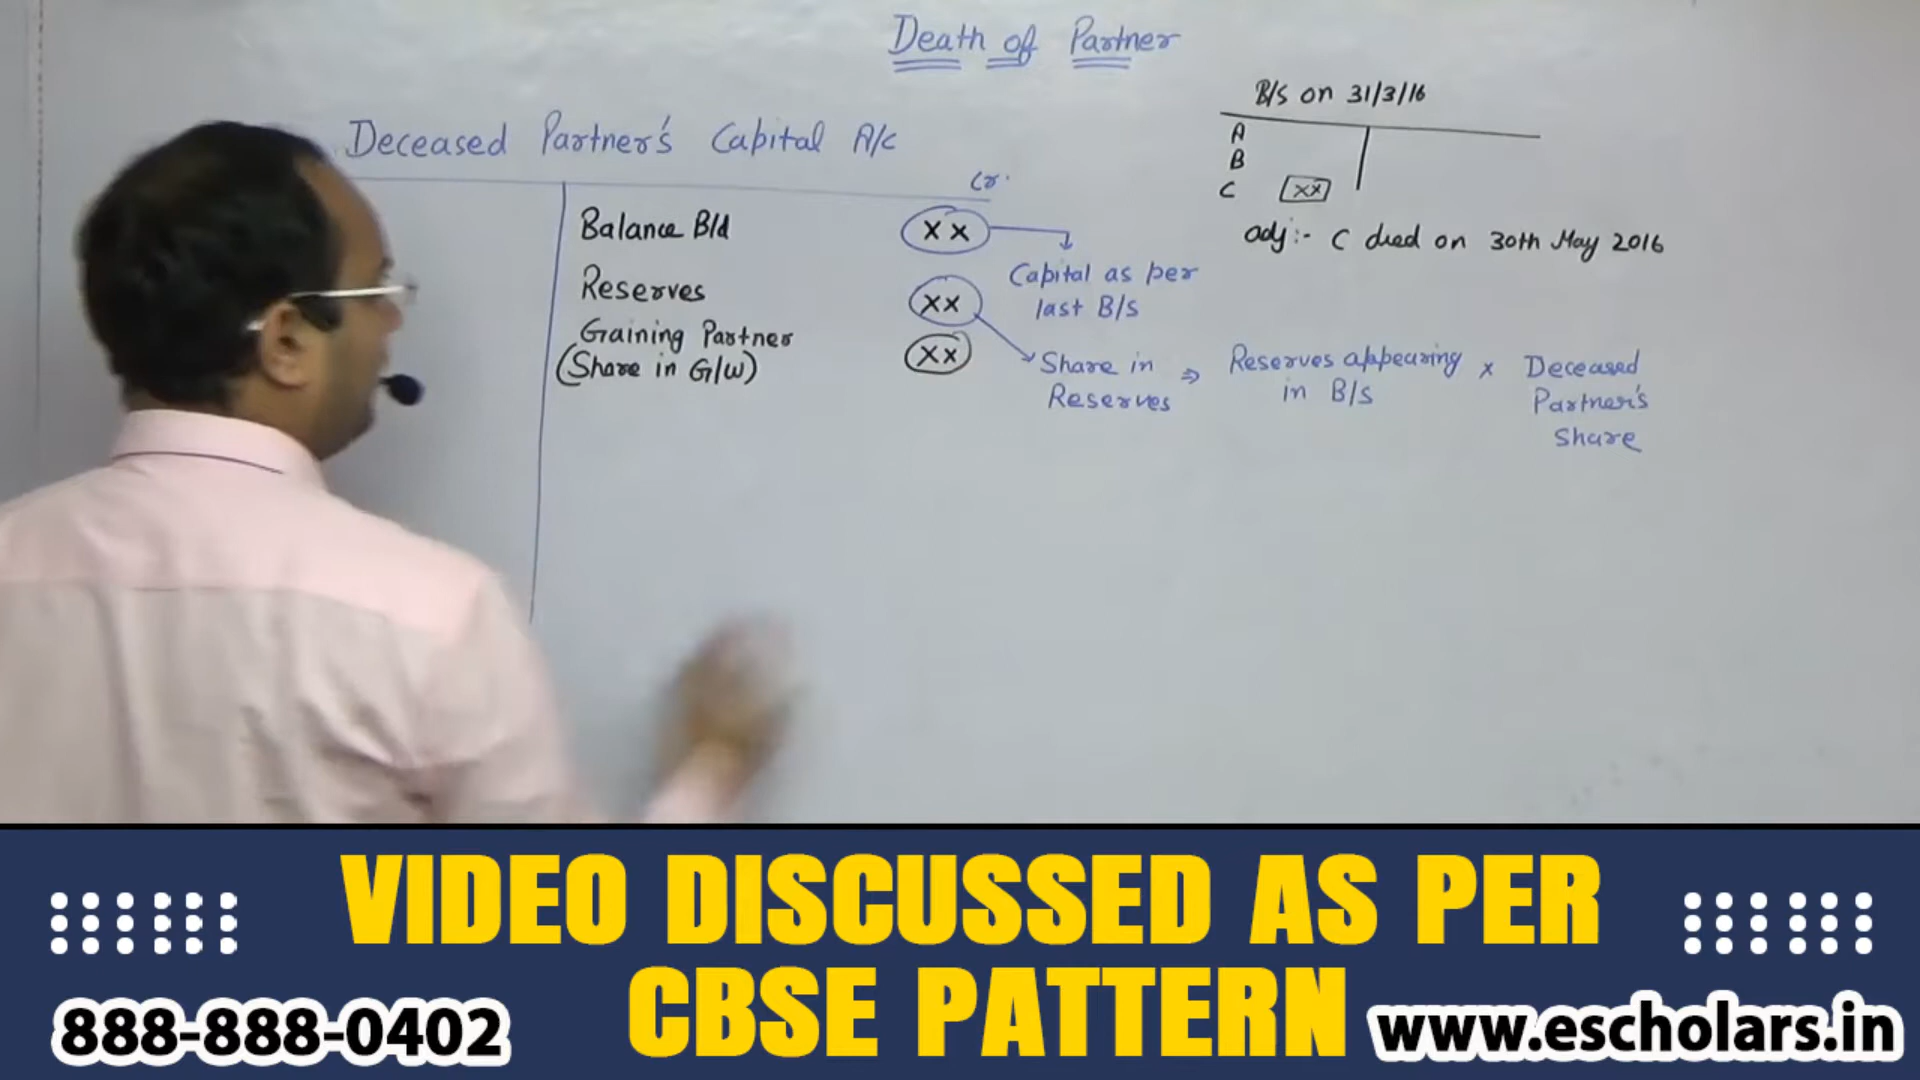 Death of Partner
Deceased Partner's Capital A/c
Cr.
Balance B/d xx
Reserves xx
Gaining Partner xx
(Share in G/w)
Capital as per
last B/s
Share in
Reserves
⇒ Reserves appearing
in B/s
x Deceased
Partner's
Share
B/s on 31/3/16
A
B
C xx
adj:- C died on 30th May 2016
VIDEO DISCUSSED AS PER
CBSE PATTERN
888-888-0402
www.escholars.in